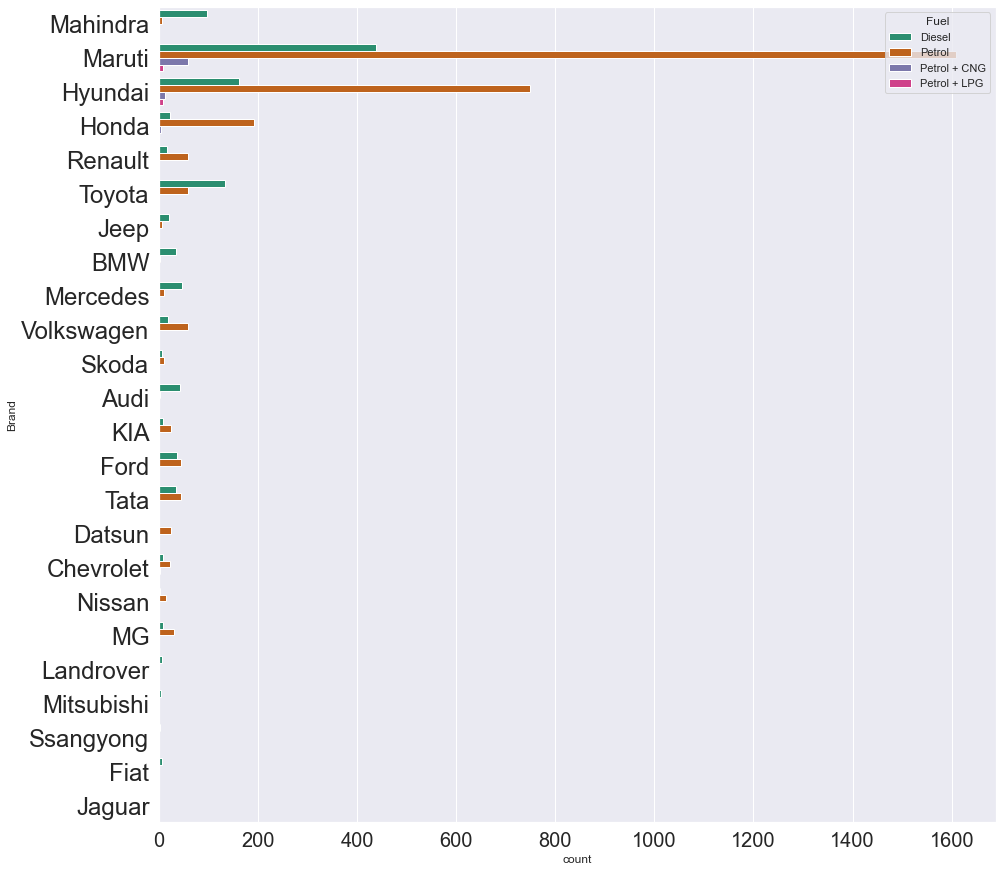 Mahindra
Maruti
Hyundai
Honda
Renault
Toyota
Jeep
BMW
Mercedes
Volkswagen
Skoda
Audi
KIA
Ford
Tata
Datsun
Chevrolet
Nissan
MG
Landrover
Mitsubishi
Ssangyong
Fiat
Jaguar
Brand
0 200 400 600 800 1000 1200 1400 1600
count
Fuel
Diesel
Petrol
Petrol + CNG
Petrol + LPG